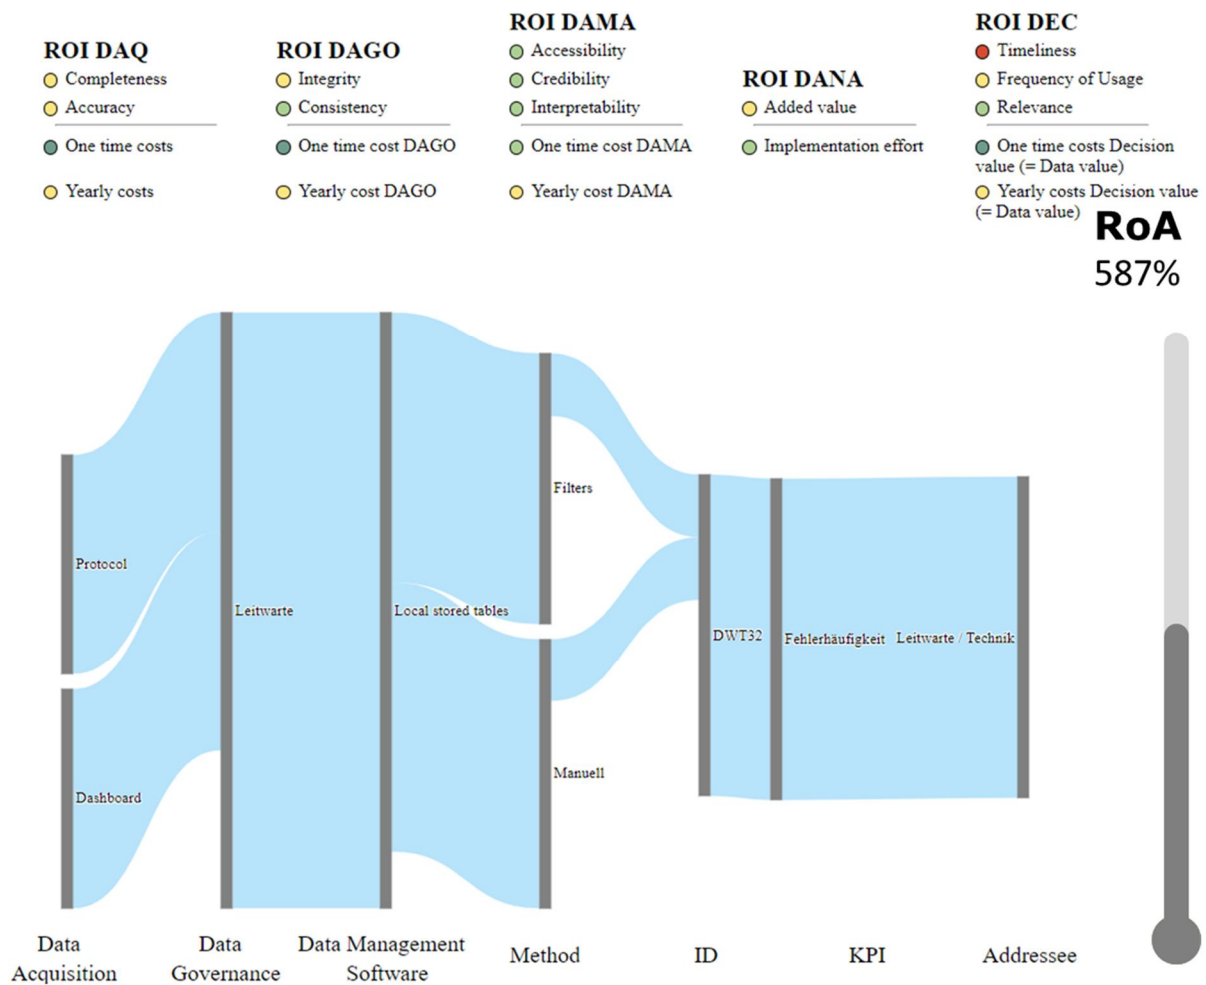 ROI DAQ
Completeness
Accuracy
One time costs
Yearly costs
ROI DAGO
Integrity
Consistency
One time cost DAGO
Yearly cost DAGO
ROI DAMA
Accessibility
Credibility
Interpretability
One time cost DAMA
Yearly cost DAMA
ROI DANA
Added value
Implementation effort
ROI DEC
Timeliness
Frequency of Usage
Relevance
One time costs Decision
value (= Data value)
Yearly costs Decision value
(= Data value)
RoA
587%
Protocol
Dashboard
Leitwarte
Local stored tables
Filters
Manuell
DWT32
Fehlerhäufigkeit
Leitwarte / Technik
Data
Acquisition
Data
Governance
Data Management
Software
Method
ID
KPI
Addressee